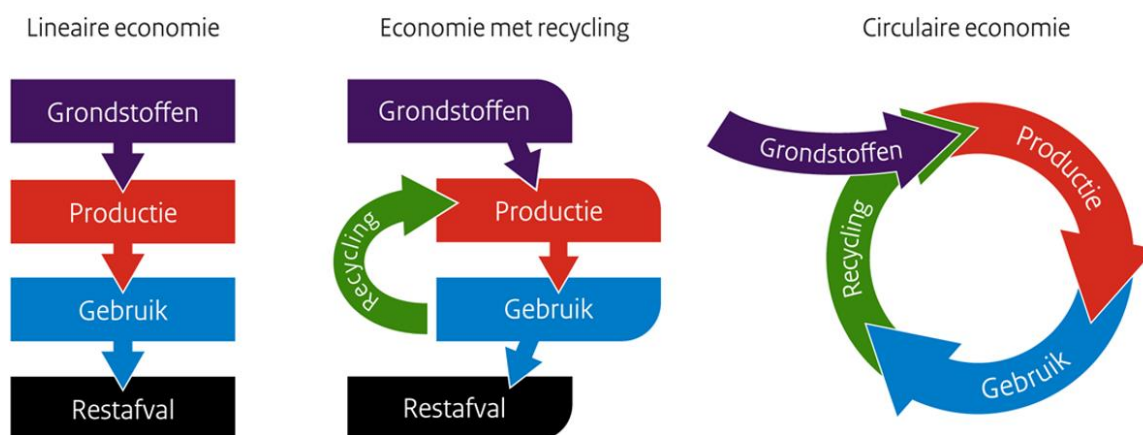 Lineaire economie
Grondstoffen
Productie
Gebruik
Restafval
Economie met recycling
Grondstoffen
Productie
Recycling
Gebruik
Restafval
Circulaire economie
Grondstoffen
Productie
Gebruik
Recycling